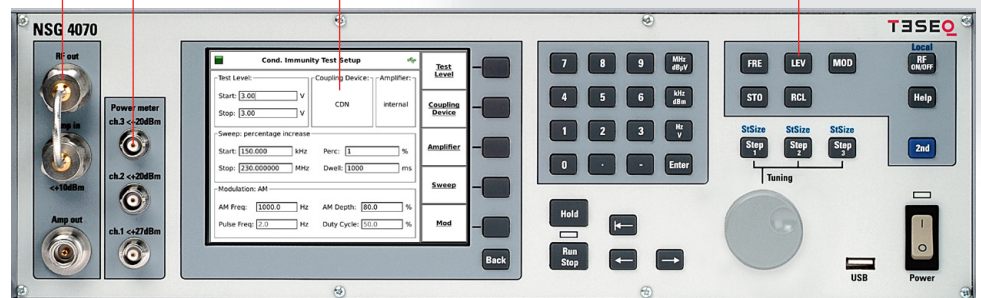 NSG 4070
TESEQ
RF out
Amp in
<+10dBm
Amp out
Power meter
ch.3 <+20dBm
ch.2 <+20dBm
ch.1 <+27dBm
Cond. Immunity Test Setup
Test Level:
Start: 3.00 V
Stop: 3.00 V
Coupling Device:
CDN
Amplifier:
internal
Sweep: percentage increase
Start: 150.000 kHz Perc: 1 %
Stop: 230.000000 MHz Dwell: 1000 ms
Modulation: AM
AM Freq: 1000.0 Hz AM Depth: 80.0 %
Pulse Freq: 2.0 Hz Duty Cycle: 50.0 %
Test
Level
Coupling
Device
Amplifier
Sweep
Mod
Back
7 8 9 MHz
dBµV
4 5 6 kHz
dBm
1 2 3 Hz
V
0 · - Enter
Hold
Run
Stop
FRE LEV MOD
STO RCL
Local
RF
ON/OFF
Help
2nd
StSize StSize StSize
Step
1
Step
2
Step
3
Tuning
USB
Power